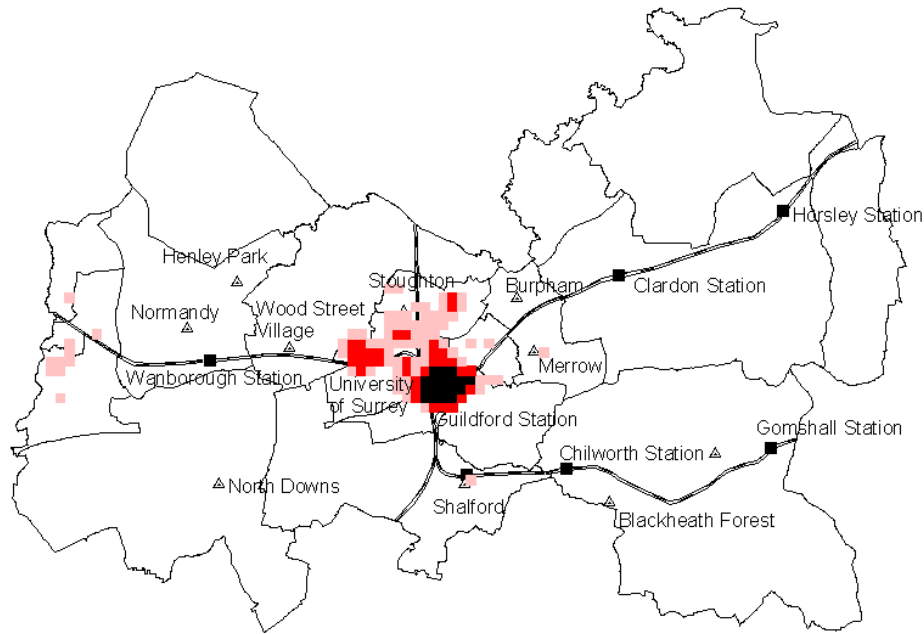 Horsley Station
Henley Park
Stoughton
Burpham
Clardon Station
Normandy
Wood Street
Village
Merrow
Wanborough Station
University
of Surrey
Guildford Station
Gomshall Station
Chilworth Station
North Downs
Shalford
Blackheath Forest